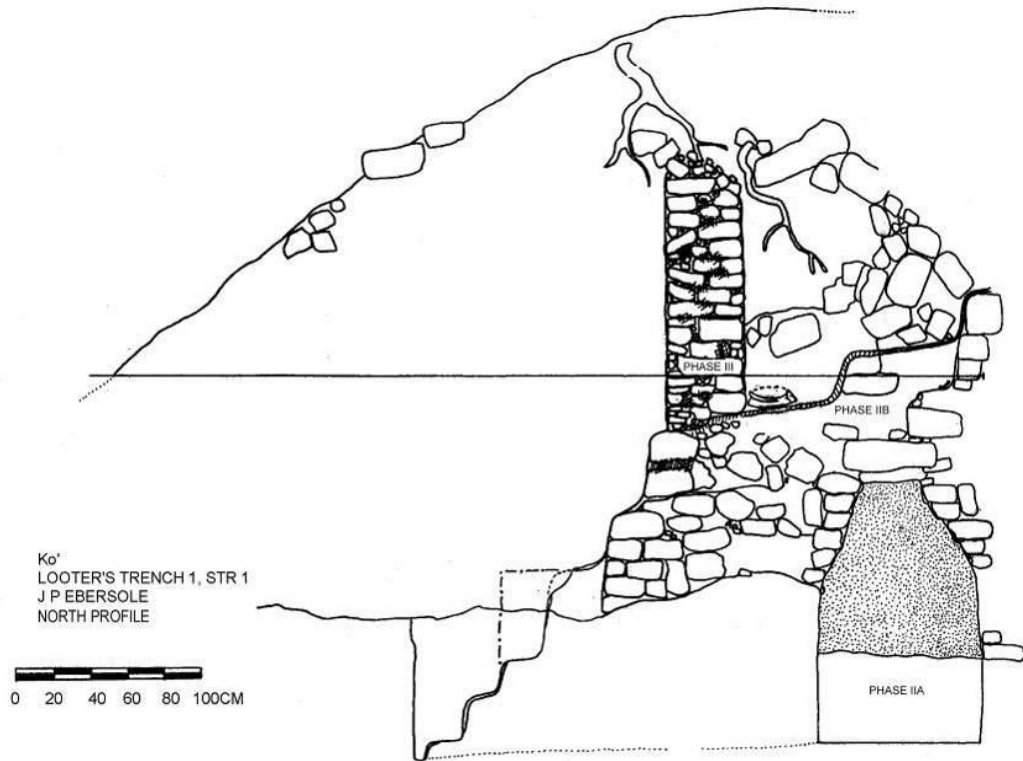 PHASE III
PHASE IIB
Ko'
LOOTER'S TRENCH 1, STR 1
J P EBERSOLE
NORTH PROFILE
PHASE IIA
0 20 40 60 80 100CM